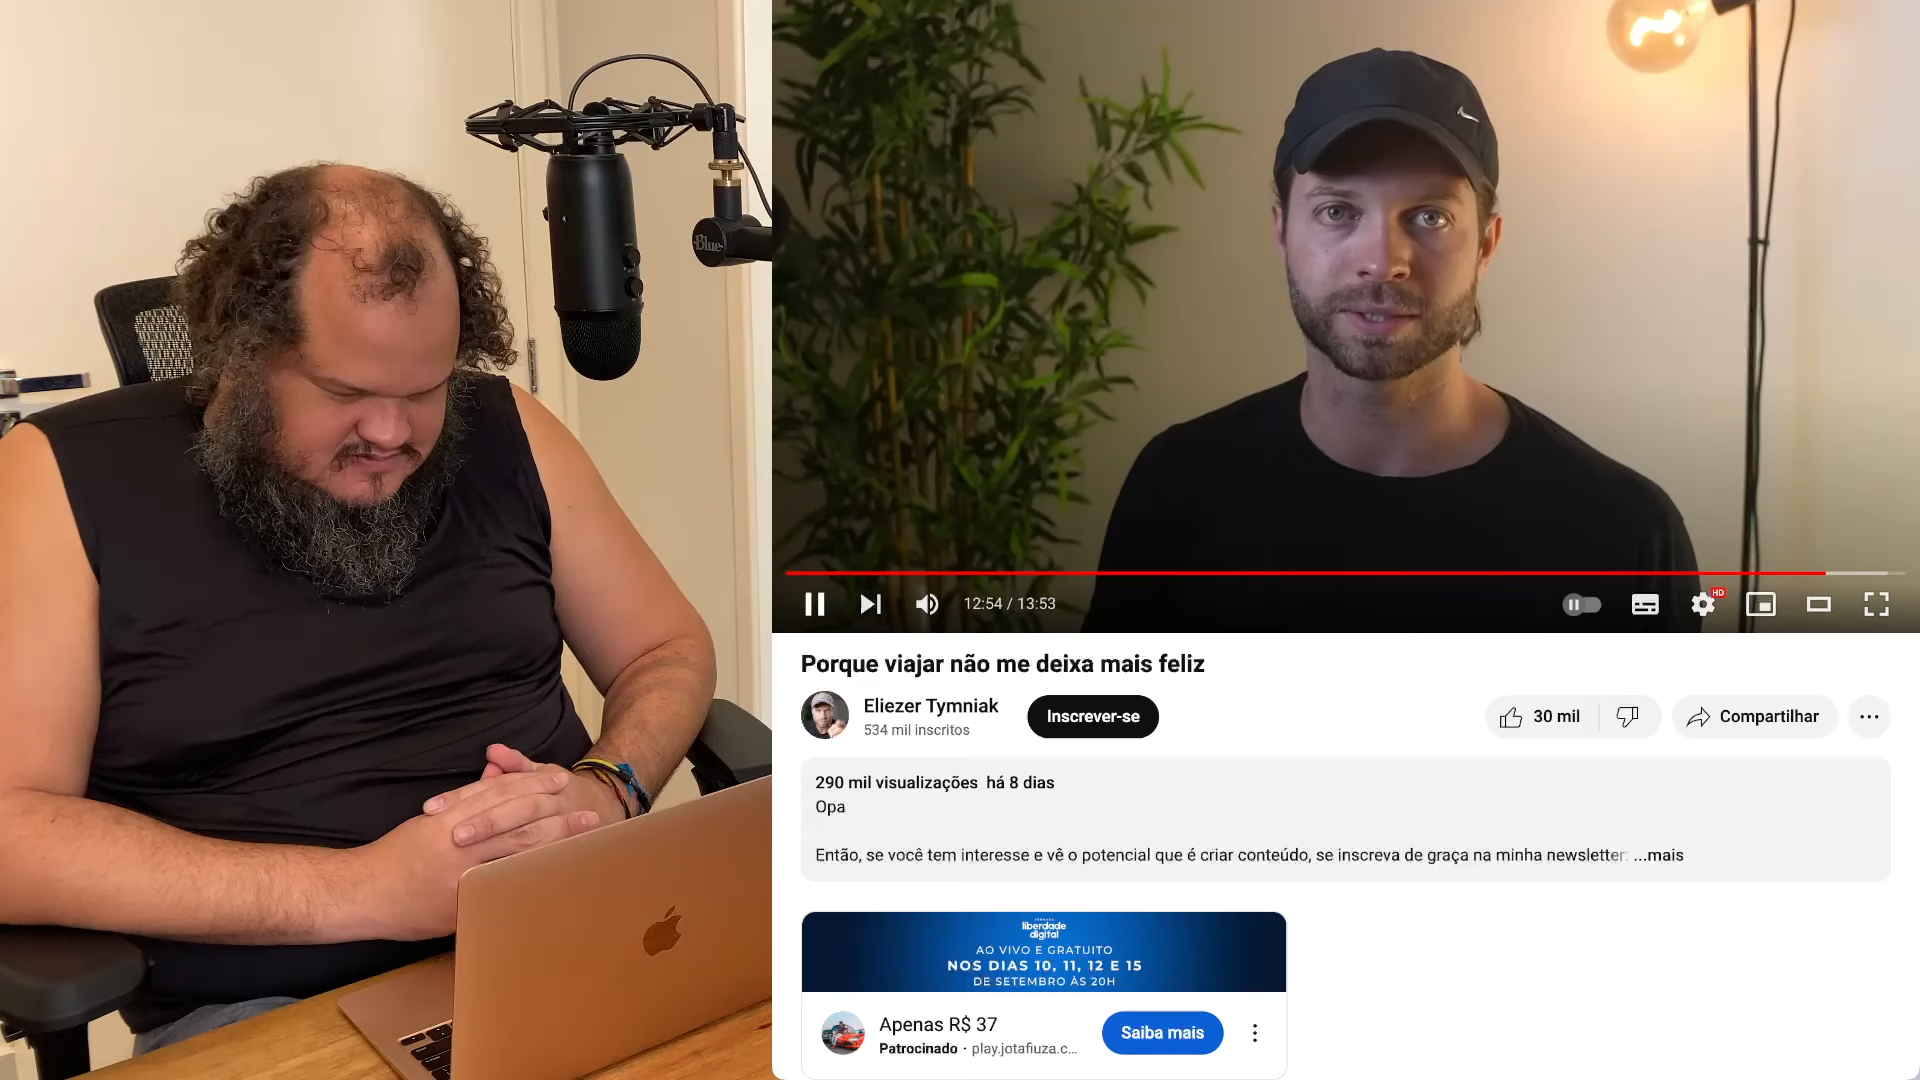 Blue
HD
12:54 / 13:53
Porque viajar não me deixa mais feliz
Eliezer Tymniak
534 mil inscritos
Inscrever-se
30 mil
Compartilhar
290 mil visualizações há 8 dias
Opa
Então, se você tem interesse e vê o potencial que é criar conteúdo, se inscreva de graça na minha newsletter: ...mais
JORNADA
liberdade
digital
AO VIVO E GRATUITO
NOS DIAS 10, 11, 12 E 15
DE SETEMBRO ÀS 20H
Apenas R$ 37
Patrocinado · play.jotafiuza.c...
Saiba mais